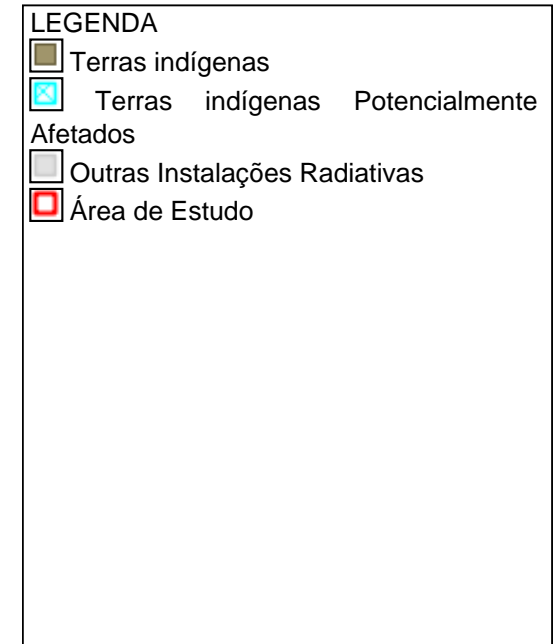 LEGENDA
Terras indígenas
Terras indígenas Potencialmente
Afetados
Outras Instalações Radiativas
Área de Estudo